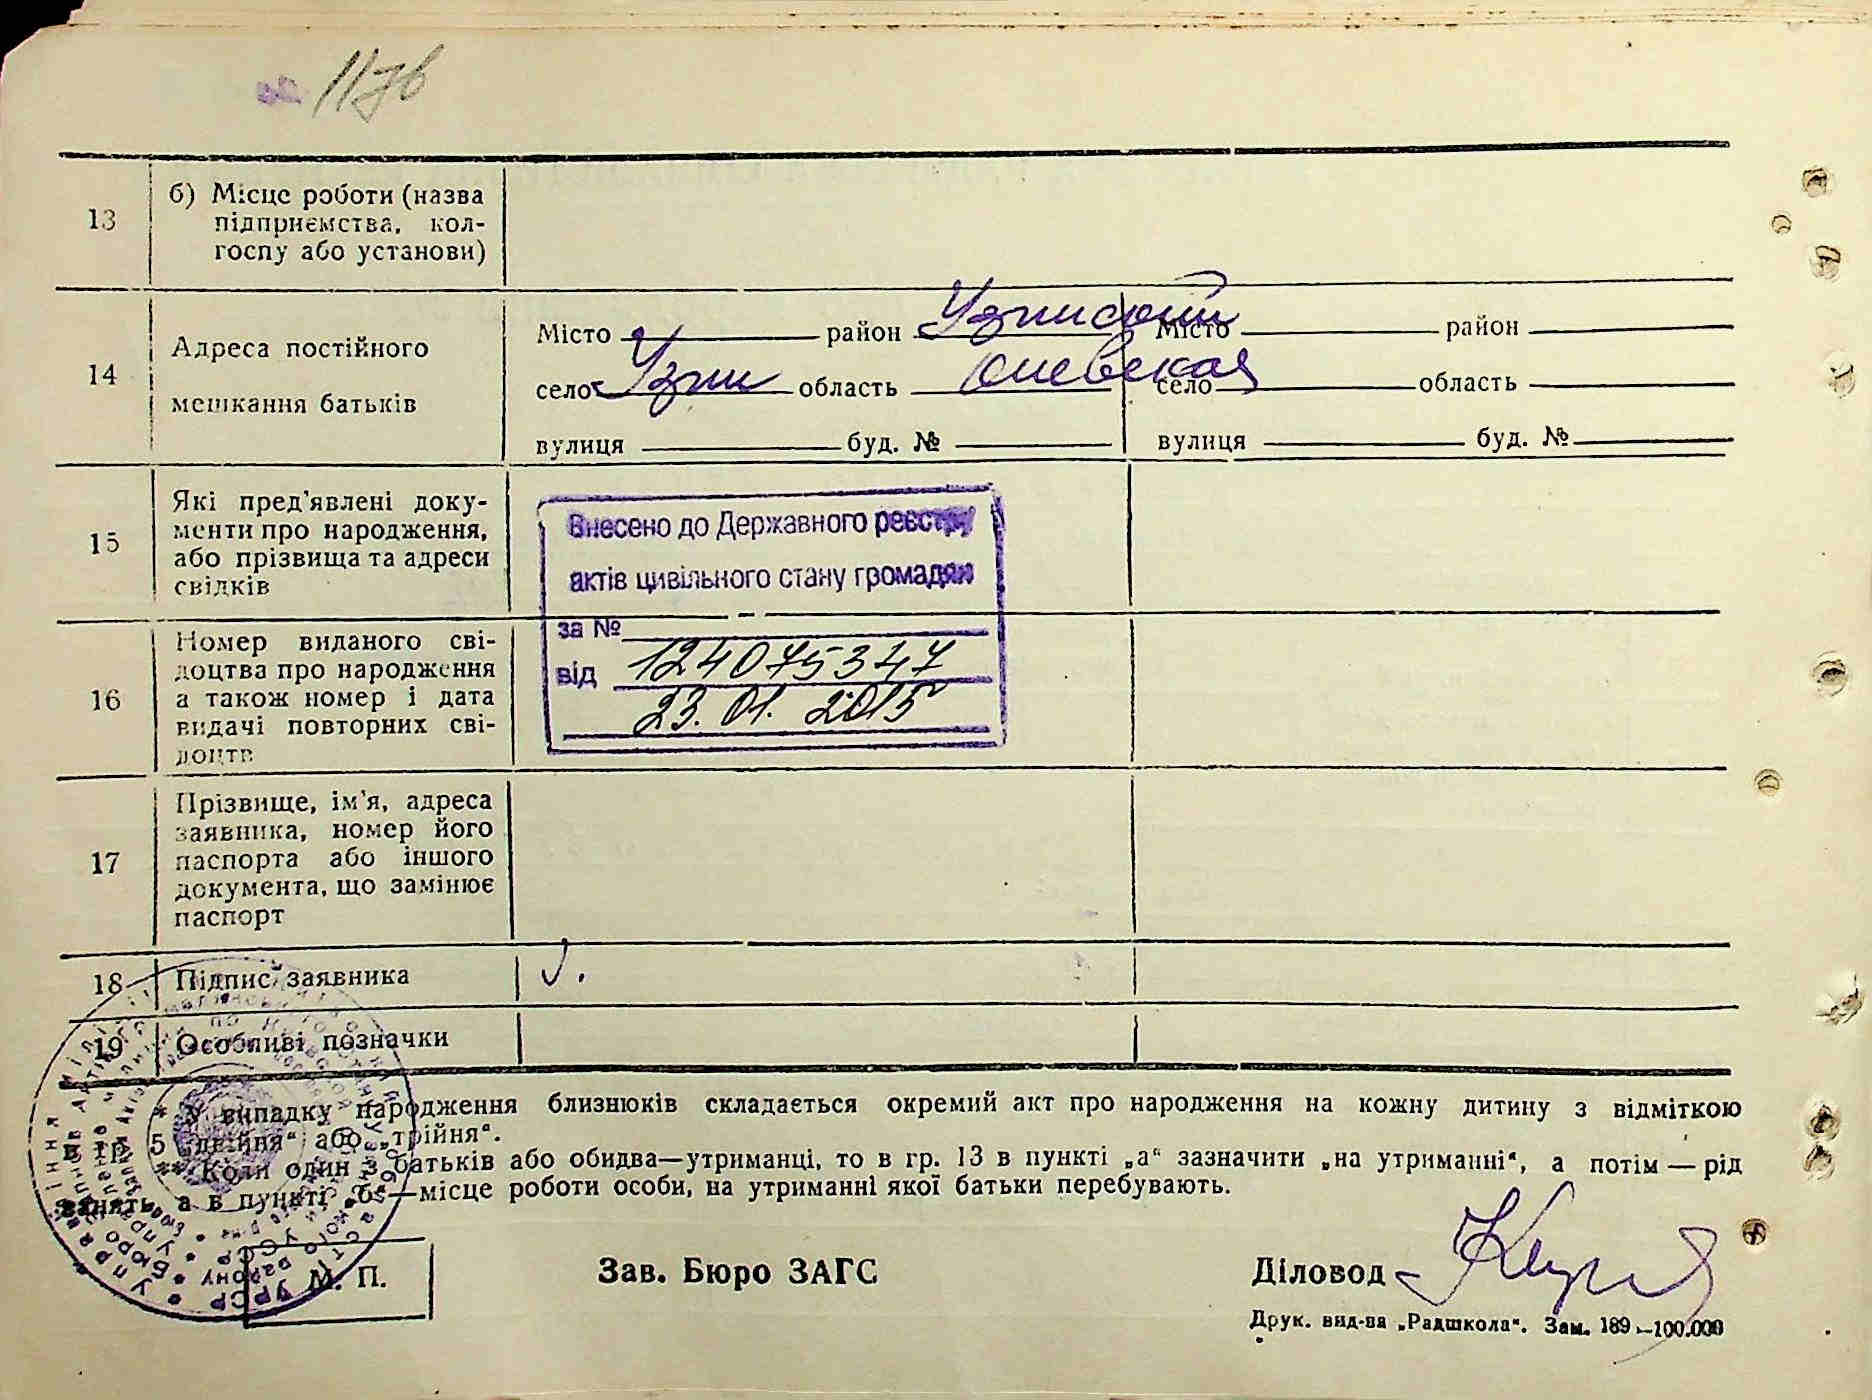 117б
13
б) Місце роботи (назва
підприємства, кол-
госпу або установи)
14
Адреса постійного
мешкання батьків
Місто район Узинский Місто район
село Узин область Киевская село область
вулиця буд. № вулиця буд. №
15
Які пред'явлені доку-
менти про народження,
або прізвища та адреси
свідків
Внесено до Державного реєстру
актів цивільного стану громадян
за №
124075347
від
23.01.2015
16
Номер виданого сві-
доцтва про народження
а також номер і дата
видачі повторних сві-
доцтв
17
Прізвище, ім'я, адреса
заявника, номер його
паспорта або іншого
документа, що замінює
паспорт
18
Підпис заявника
19
Особливі позначки
* У випадку народження близнюків складається окремий акт про народження на кожну дитину з відміткою
в гр. 5 „двійня" або „трійня".
** Коли один з батьків або обидва—утриманці, то в гр. 13 в пункті „а" зазначити „на утриманні", а потім — рід
занять, а в пункті „б"—місце роботи особи, на утриманні якої батьки перебувають.
М. П.
Зав. Бюро ЗАГС
Діловод
Друк. вид-ва „Радшкола". Зам. 189 —100.000